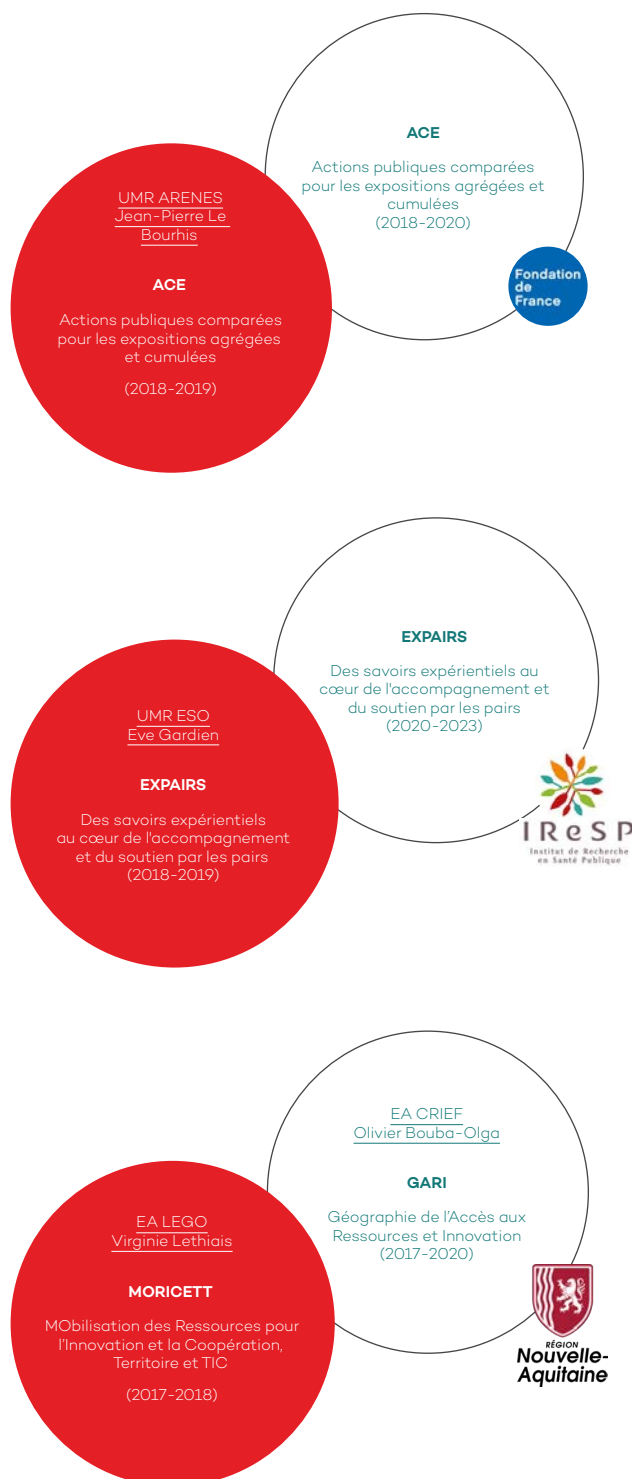 ACE
Actions publiques comparées
pour les expositions agrégées et
cumulées
(2018-2020)
Fondation
de
France
UMR ARENES
Jean-Pierre Le
Bourhis
ACE
Actions publiques comparées
pour les expositions agrégées
et cumulées
(2018-2019)
EXPAIRS
Des savoirs expérientiels au
cœur de l'accompagnement et
du soutien par les pairs
(2020-2023)
IReSP
Institut de Recherche
en Santé Publique
UMR ESO
Eve Gardien
EXPAIRS
Des savoirs expérientiels
au cœur de l'accompagnement
et du soutien par les pairs
(2018-2019)
EA CRIEF
Olivier Bouba-Olga
GARI
Géographie de l'Accès aux
Ressources et Innovation
(2017-2020)
RÉGION
Nouvelle-
Aquitaine
EA LEGO
Virginie Lethiais
MORICETT
MObilisation des Ressources pour
l'Innovation et la Coopération,
Territoire et TIC
(2017-2018)